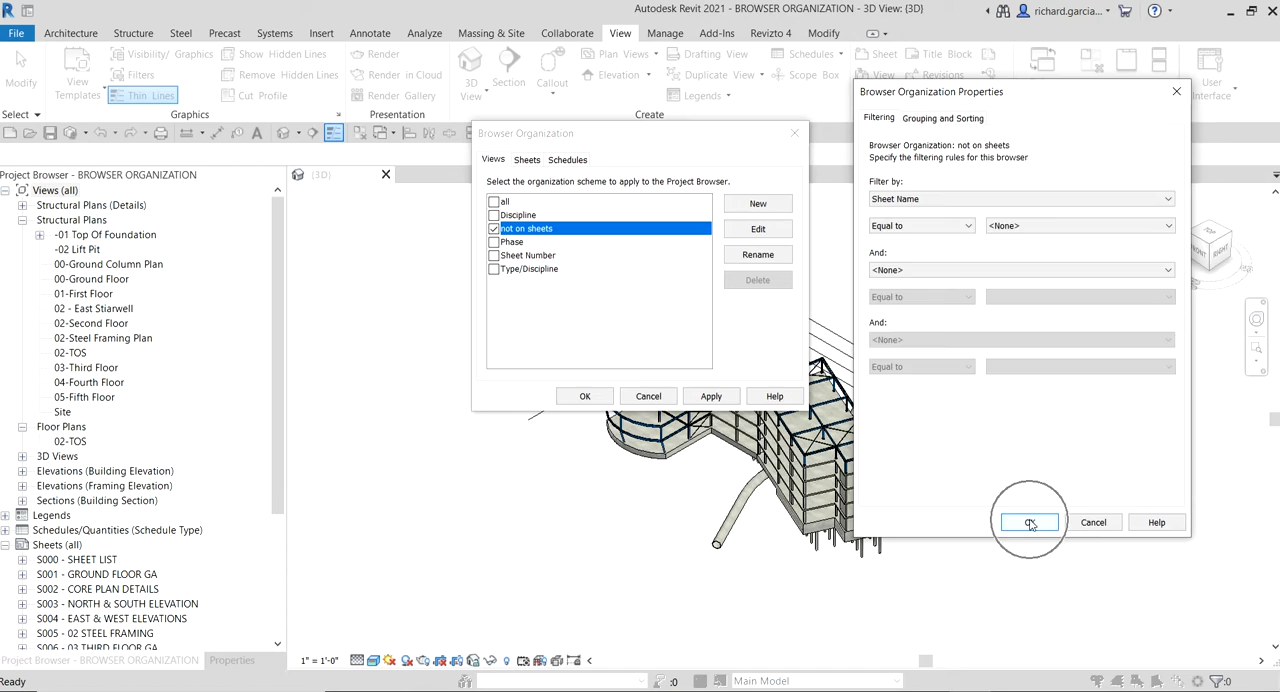 Autodesk Revit 2021 - BROWSER ORGANIZATION - 3D View: {3D}
richard.garcia...
File Architecture Structure Steel Precast Systems Insert Annotate Analyze Massing & Site Collaborate View Manage Add-Ins Revizto 4 Modify
Modify
View
Templates
Visibility/ Graphics
Filters
Thin Lines
Show Hidden Lines
Remove Hidden Lines
Cut Profile
Render
Render in Cloud
Render Gallery
3D
View
Section
Callout
Plan Views
Elevation
Drafting View
Duplicate View
Legends
Schedules
Scope Box
Sheet
View
Title Block
Revisions
User
Interface
Select
Graphics
Presentation
Create
Project Browser - BROWSER ORGANIZATION
{3D}
Views (all)
Structural Plans (Details)
Structural Plans
-01 Top Of Foundation
-02 Lift Pit
00-Ground Column Plan
00-Ground Floor
01-First Floor
02 - East Stiarwell
02-Second Floor
02-Steel Framing Plan
02-TOS
03-Third Floor
04-Fourth Floor
05-Fifth Floor
Site
Floor Plans
02-TOS
3D Views
Elevations (Building Elevation)
Elevations (Framing Elevation)
Sections (Building Section)
Legends
Schedules/Quantities (Schedule Type)
Sheets (all)
S000 - SHEET LIST
S001 - GROUND FLOOR GA
S002 - CORE PLAN DETAILS
S003 - NORTH & SOUTH ELEVATION
S004 - EAST & WEST ELEVATIONS
S005 - 02 STEEL FRAMING
S006 - 03 THIRD FLOOR GA
Project Browser - BROWSER ORGANIZATION Properties
Browser Organization
Views Sheets Schedules
Select the organization scheme to apply to the Project Browser.
all
Discipline
not on sheets
Phase
Sheet Number
Type/Discipline
New
Edit
Rename
Delete
OK Cancel Apply Help
Browser Organization Properties
Filtering Grouping and Sorting
Browser Organization: not on sheets
Specify the filtering rules for this browser
Filter by:
Sheet Name
Equal to <None>
And:
<None>
Equal to
And:
<None>
Equal to
OK Cancel Help
TOP
FRONT
RIGHT
1" = 1'-0"
Ready
:0
Main Model
:0